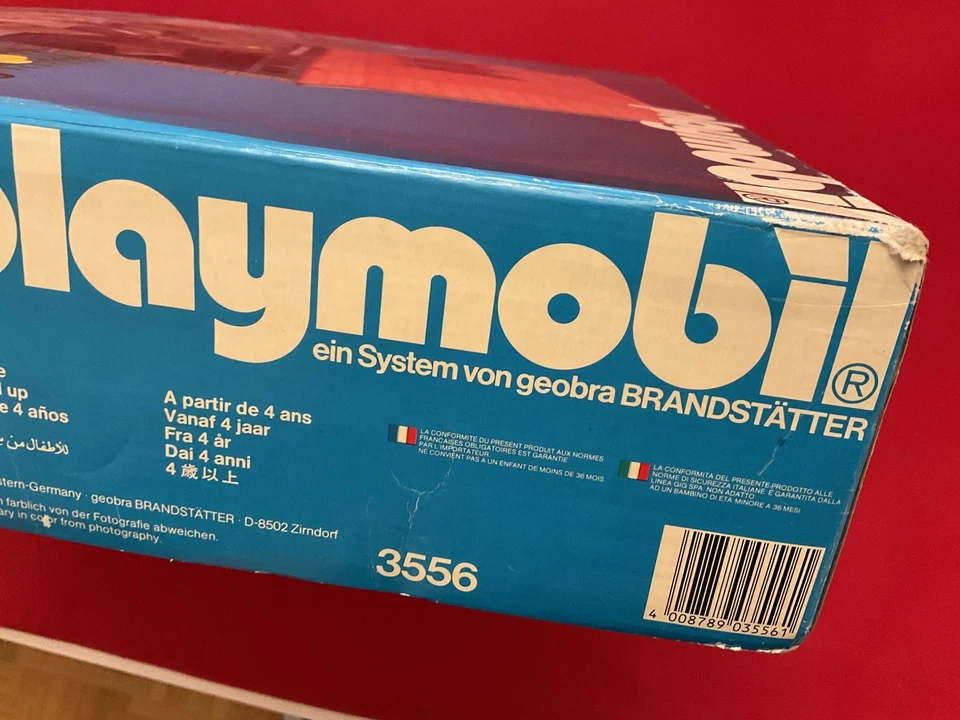 playmobil®
ein System von geobra BRANDSTÄTTER
up
4 años
A partir de 4 ans
Vanaf 4 jaar
Fra 4 år
Dai 4 anni
4 歳以上
للأطفال من
LA CONFORMITE DU PRESENT PRODUIT AUX NORMES
FRANCAISES OBLIGATOIRES EST GARANTIE
PAR L'IMPORTATEUR
NE CONVIENT PAS A UN ENFANT DE MOINS DE 36 MOIS
LA CONFORMITA DEL PRESENTE PRODOTTO ALLE
NORME DI SICUREZZA ITALIANE E GARANTITA DALLA
LINEA GIG SPA. NON ADATTO
AD UN BAMBINO DI ETA MINORE A 36 MESI
stern-Germany · geobra BRANDSTÄTTER · D-8502 Zirndorf
farblich von der Fotografie abweichen.
ary in color from photography.
3556
4 008789 035561
playmobil